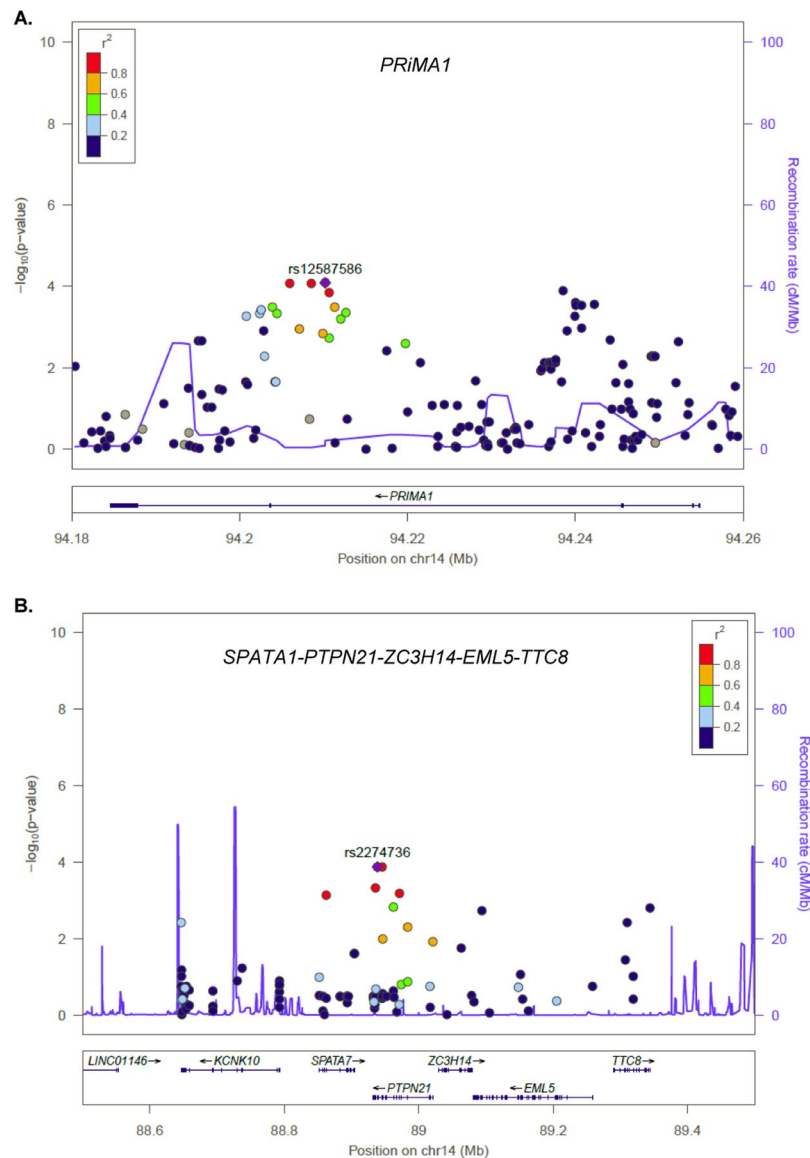 A.
PRiMA1
r²
0.8
0.6
0.4
0.2
10
8
6
4
2
0
−log₁₀(p-value)
100
80
60
40
20
0
Recombination rate (cM/Mb)
rs12587586
←PRIMA1
94.18
94.2
94.22
94.24
94.26
Position on chr14 (Mb)
B.
SPATA1-PTPN21-ZC3H14-EML5-TTC8
r²
0.8
0.6
0.4
0.2
10
8
6
4
2
0
−log₁₀(p-value)
100
80
60
40
20
0
Recombination rate (cM/Mb)
rs2274736
LINC01146→
←KCNK10
SPATA7→
ZC3H14→
TTC8→
←PTPN21
←EML5
88.6
88.8
89
89.2
89.4
Position on chr14 (Mb)